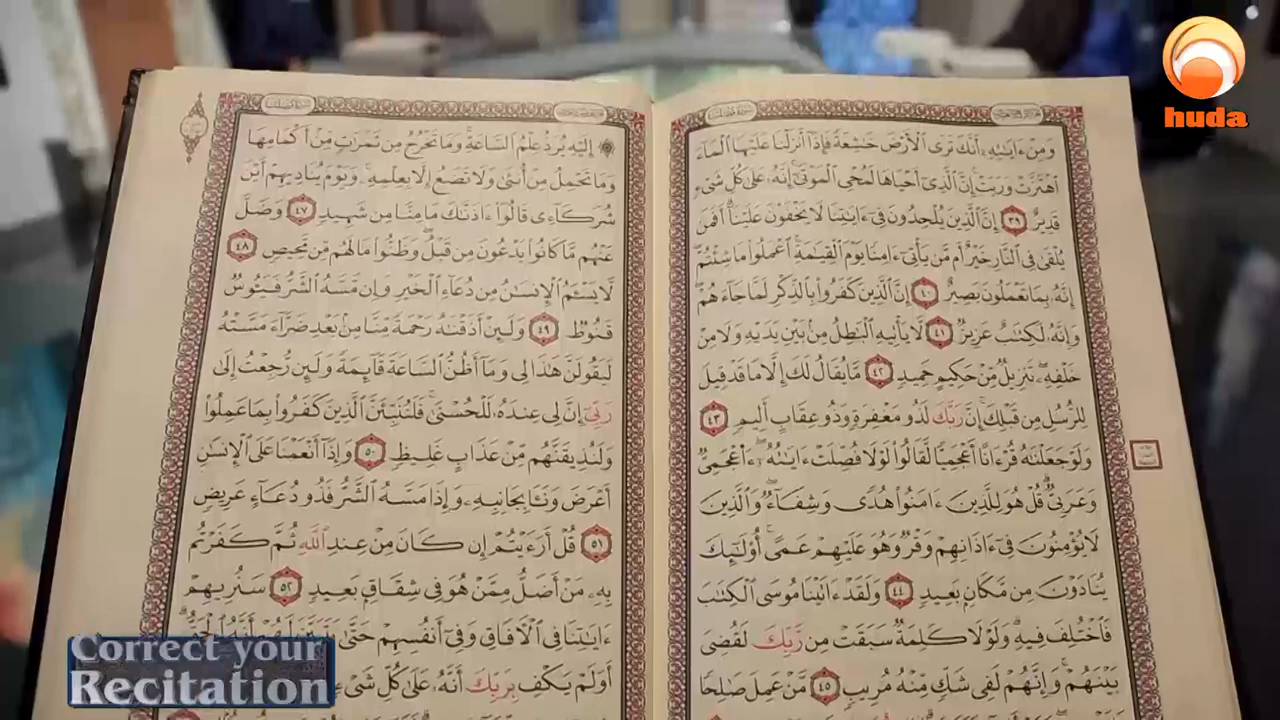 وَمِنْ ءَايَٰتِهِۦٓ أَنَّكَ تَرَى ٱلْأَرْضَ خَٰشِعَةً فَإِذَآ أَنزَلْنَا عَلَيْهَا ٱلْمَآءَ
ٱهْتَزَّتْ وَرَبَتْ إِنَّ ٱلَّذِىٓ أَحْيَاهَا لَمُحْىِ ٱلْمَوْتَىٰٓ إِنَّهُۥ عَلَىٰ كُلِّ شَىْءٍ
قَدِيرٌ ٣٩ إِنَّ ٱلَّذِينَ يُلْحِدُونَ فِىٓ ءَايَٰتِنَا لَا يَخْفَوْنَ عَلَيْنَآ أَفَمَن
يُلْقَىٰ فِى ٱلنَّارِ خَيْرٌ أَم مَّن يَأْتِىٓ ءَامِنًا يَوْمَ ٱلْقِيَٰمَةِ ٱعْمَلُوا۟ مَا شِئْتُمْ
إِنَّهُۥ بِمَا تَعْمَلُونَ بَصِيرٌ ٤٠ إِنَّ ٱلَّذِينَ كَفَرُوا۟ بِٱلذِّكْرِ لَمَّا جَآءَهُمْ
وَإِنَّهُۥ لَكِتَٰبٌ عَزِيزٌ ٤١ لَّا يَأْتِيهِ ٱلْبَٰطِلُ مِنۢ بَيْنِ يَدَيْهِ وَلَا مِنْ
خَلْفِهِۦ تَنزِيلٌ مِّنْ حَكِيمٍ حَمِيدٍ ٤٢ مَّا يُقَالُ لَكَ إِلَّا مَا قَدْ قِيلَ
لِلرُّسُلِ مِن قَبْلِكَ إِنَّ رَبَّكَ لَذُو مَغْفِرَةٍ وَذُو عِقَابٍ أَلِيمٍ ٤٣
وَلَوْ جَعَلْنَٰهُ قُرْءَانًا أَعْجَمِيًّا لَّقَالُوا۟ لَوْلَا فُصِّلَتْ ءَايَٰتُهُۥٓ ءَا۬عْجَمِىٌّ
وَعَرَبِىٌّ قُلْ هُوَ لِلَّذِينَ ءَامَنُوا۟ هُدًى وَشِفَآءٌ وَٱلَّذِينَ
لَا يُؤْمِنُونَ فِىٓ ءَاذَانِهِمْ وَقْرٌ وَهُوَ عَلَيْهِمْ عَمًى أُو۟لَٰٓئِكَ
يُنَادَوْنَ مِن مَّكَانٍۭ بَعِيدٍ ٤٤ وَلَقَدْ ءَاتَيْنَا مُوسَى ٱلْكِتَٰبَ
فَٱخْتُلِفَ فِيهِ وَلَوْلَا كَلِمَةٌ سَبَقَتْ مِن رَّبِّكَ لَقُضِىَ
بَيْنَهُمْ وَإِنَّهُمْ لَفِى شَكٍّ مِّنْهُ مُرِيبٍ ٤٥ مَّنْ عَمِلَ صَٰلِحًا
إِلَيْهِ يُرَدُّ عِلْمُ ٱلسَّاعَةِ وَمَا تَخْرُجُ مِن ثَمَرَٰتٍ مِّنْ أَكْمَامِهَا
وَمَا تَحْمِلُ مِنْ أُنثَىٰ وَلَا تَضَعُ إِلَّا بِعِلْمِهِۦ وَيَوْمَ يُنَادِيهِمْ أَيْنَ
شُرَكَآءِى قَالُوٓا۟ ءَاذَنَّٰكَ مَا مِنَّا مِن شَهِيدٍ ٤٧ وَضَلَّ
عَنْهُم مَّا كَانُوا۟ يَدْعُونَ مِن قَبْلُ وَظَنُّوا۟ مَا لَهُم مِّن مَّحِيصٍ ٤٨
لَّا يَسْـَٔمُ ٱلْإِنسَٰنُ مِن دُعَآءِ ٱلْخَيْرِ وَإِن مَّسَّهُ ٱلشَّرُّ فَيَـُٔوسٌ
قَنُوطٌ ٤٩ وَلَئِنْ أَذَقْنَٰهُ رَحْمَةً مِّنَّا مِنۢ بَعْدِ ضَرَّآءَ مَسَّتْهُ
لَيَقُولَنَّ هَٰذَا لِى وَمَآ أَظُنُّ ٱلسَّاعَةَ قَآئِمَةً وَلَئِن رُّجِعْتُ إِلَىٰ
رَبِّىٓ إِنَّ لِى عِندَهُۥ لَلْحُسْنَىٰ فَلَنُنَبِّئَنَّ ٱلَّذِينَ كَفَرُوا۟ بِمَا عَمِلُوا۟
وَلَنُذِيقَنَّهُم مِّنْ عَذَابٍ غَلِيظٍ ٥٠ وَإِذَآ أَنْعَمْنَا عَلَى ٱلْإِنسَٰنِ
أَعْرَضَ وَنَـَٔا بِجَانِبِهِۦ وَإِذَا مَسَّهُ ٱلشَّرُّ فَذُو دُعَآءٍ عَرِيضٍ
٥١ قُلْ أَرَءَيْتُمْ إِن كَانَ مِنْ عِندِ ٱللَّهِ ثُمَّ كَفَرْتُم
بِهِۦ مَنْ أَضَلُّ مِمَّنْ هُوَ فِى شِقَاقٍۭ بَعِيدٍ ٥٢ سَنُرِيهِمْ
ءَايَٰتِنَا فِى ٱلْءَافَاقِ وَفِىٓ أَنفُسِهِمْ حَتَّىٰ يَتَبَيَّنَ لَهُمْ أَنَّهُ ٱلْحَقُّ
أَوَلَمْ يَكْفِ بِرَبِّكَ أَنَّهُۥ عَلَىٰ كُلِّ شَىْءٍ
huda
Correct your
Recitation